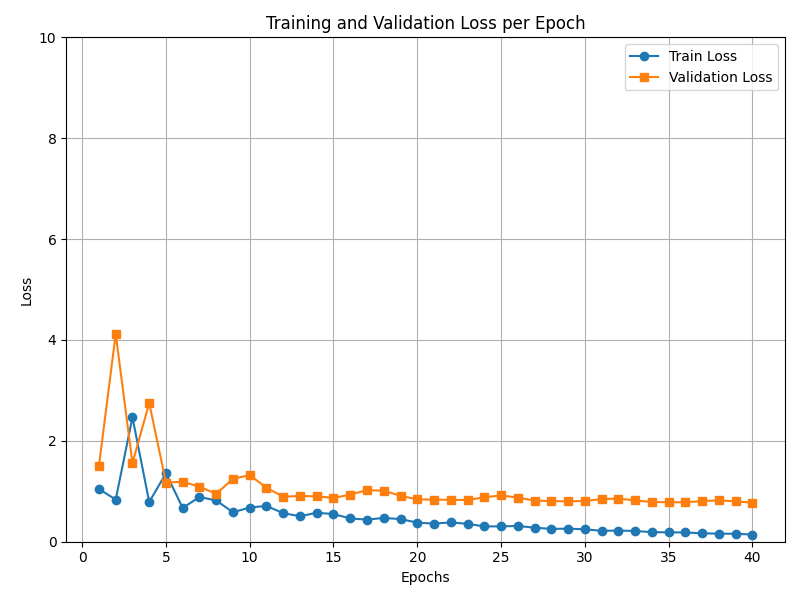 Training and Validation Loss per Epoch
Train Loss
Validation Loss
10
8
6
4
2
0
Loss
0 5 10 15 20 25 30 35 40
Epochs